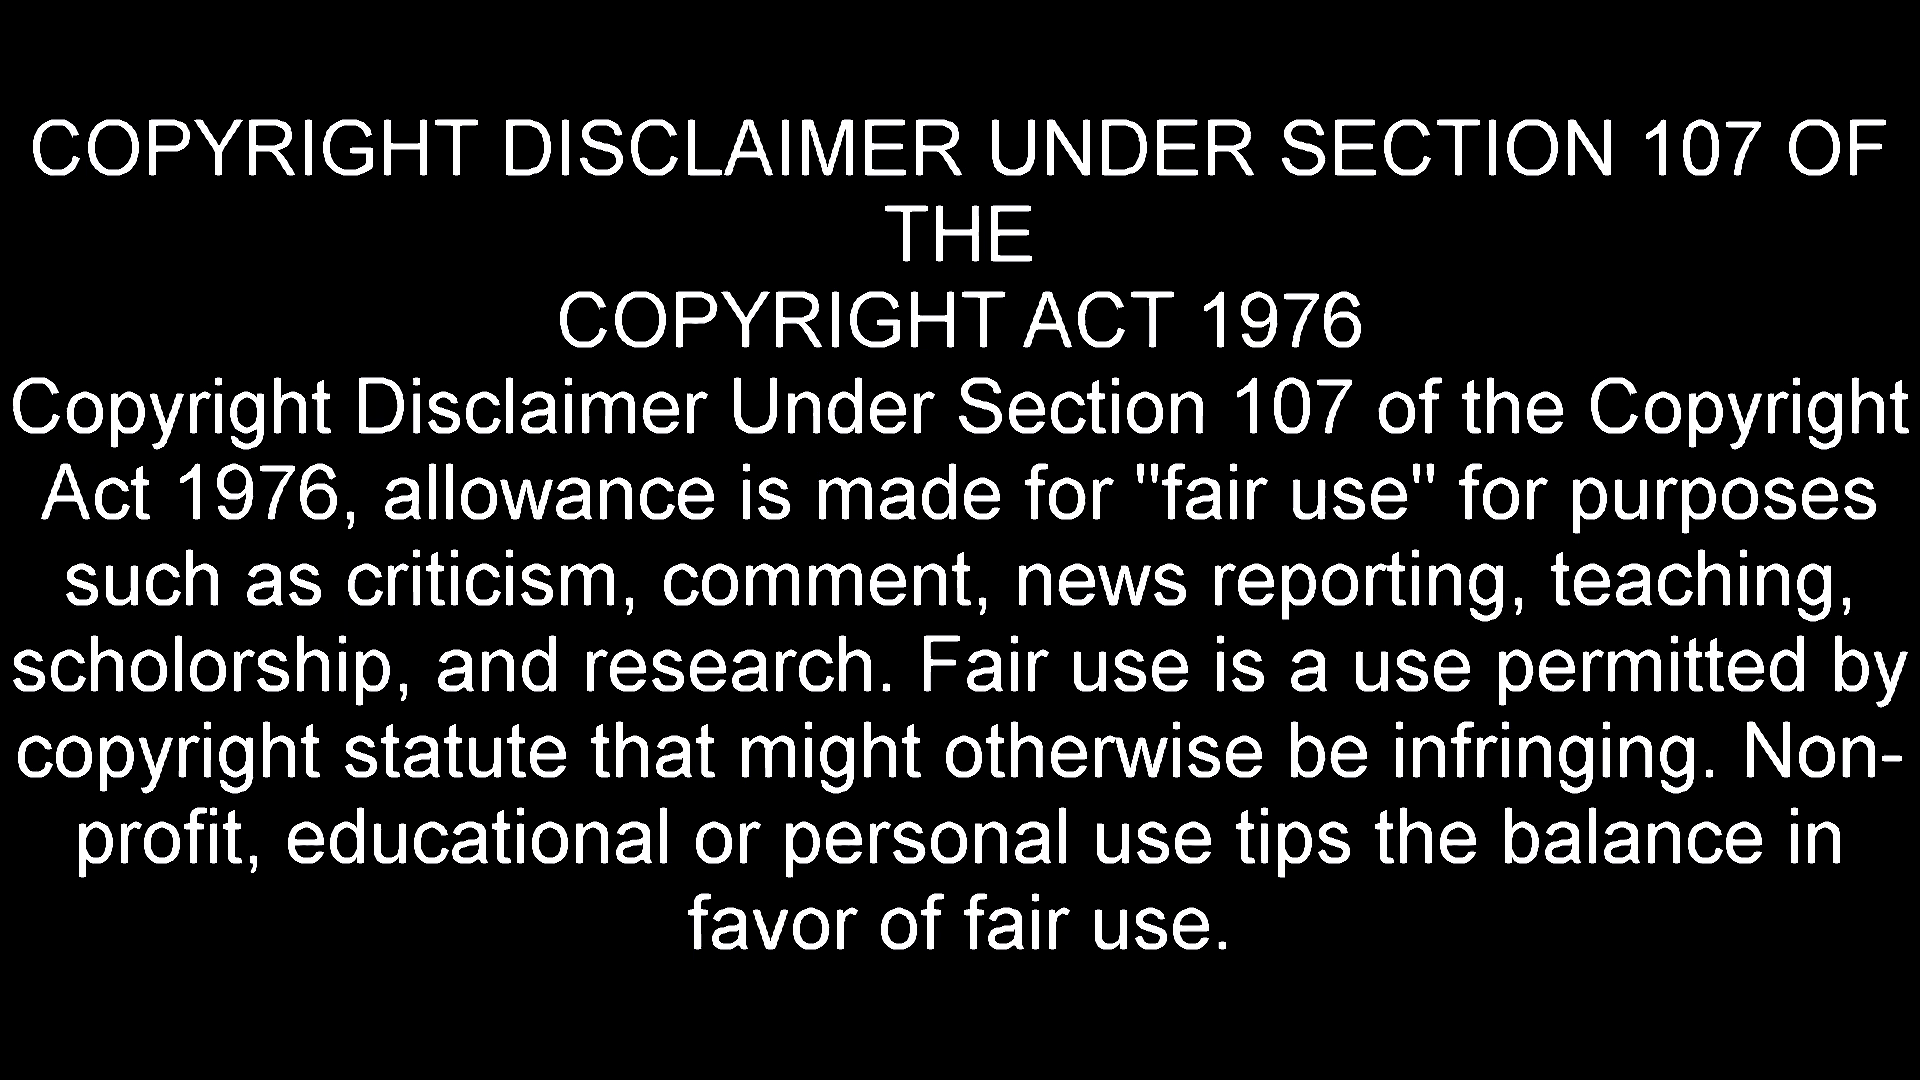 COPYRIGHT DISCLAIMER UNDER SECTION 107 OF
THE
COPYRIGHT ACT 1976
Copyright Disclaimer Under Section 107 of the Copyright
Act 1976, allowance is made for "fair use" for purposes
such as criticism, comment, news reporting, teaching,
scholorship, and research. Fair use is a use permitted by
copyright statute that might otherwise be infringing. Non-
profit, educational or personal use tips the balance in
favor of fair use.